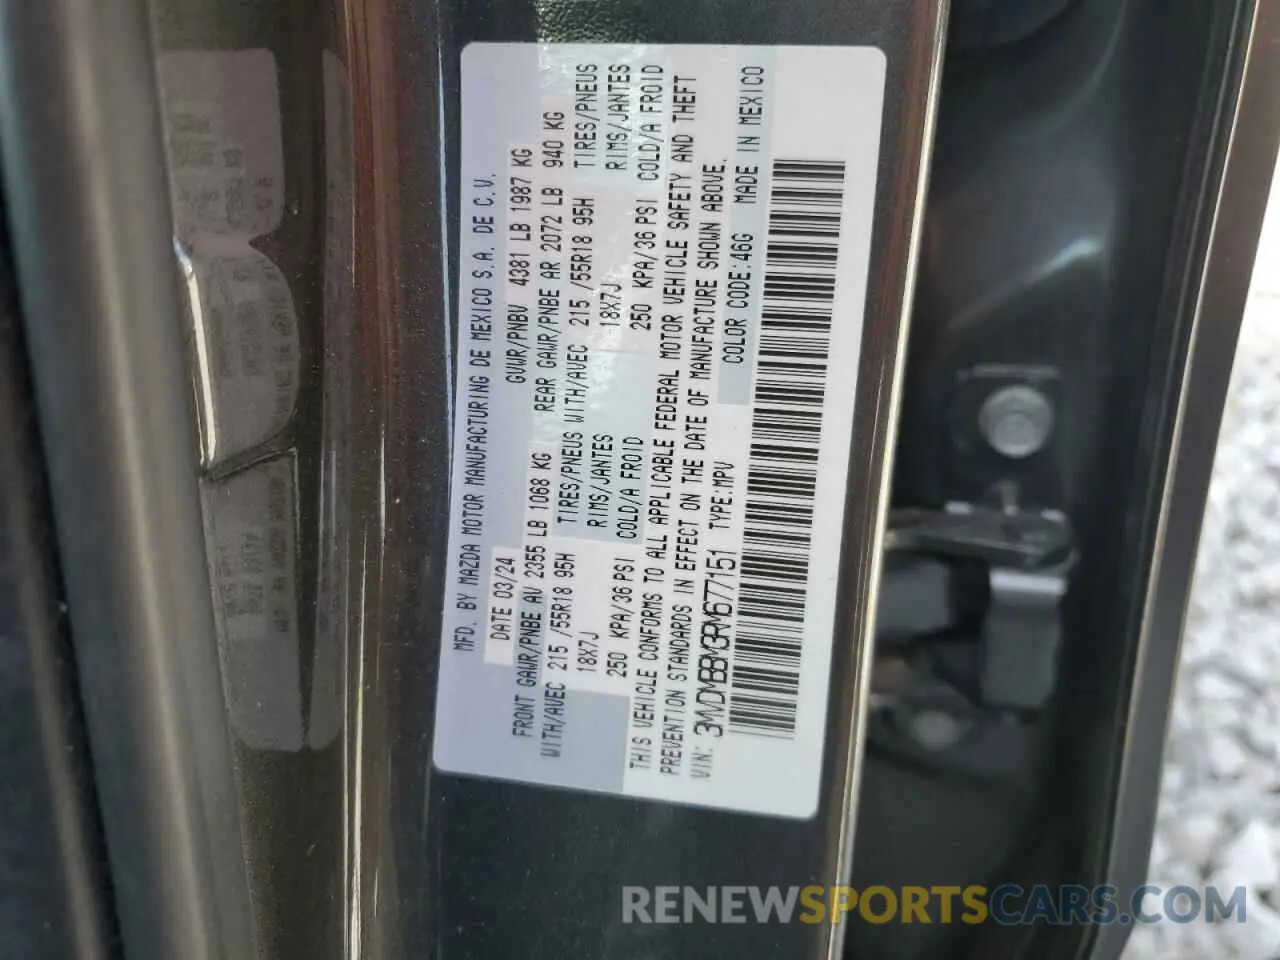 MFD. BY MAZDA MOTOR MANUFACTURING DE MEXICO S.A. DE C.V.
DATE 03/24 GVWR/PNBV 4381 LB 1987 KG
FRONT GAWR/PNBE AV 2355 LB 1068 KG REAR GAWR/PNBE AR 2072 LB 940 KG
WITH/AVEC 215 /55R18 95H TIRES/PNEUS WITH/AVEC 215 /55R18 95H TIRES/PNEUS
18X7J RIMS/JANTES 18X7J RIMS/JANTES
250 KPA/36 PSI COLD/A FROID 250 KPA/36 PSI COLD/A FROID
THIS VEHICLE CONFORMS TO ALL APPLICABLE FEDERAL MOTOR VEHICLE SAFETY AND THEFT
PREVENTION STANDARDS IN EFFECT ON THE DATE OF MANUFACTURE SHOWN ABOVE.
VIN: 3MVDMBBM3RM677151 TYPE:MPV COLOR CODE:46G MADE IN MEXICO
RENEWSPORTSCARS.COM